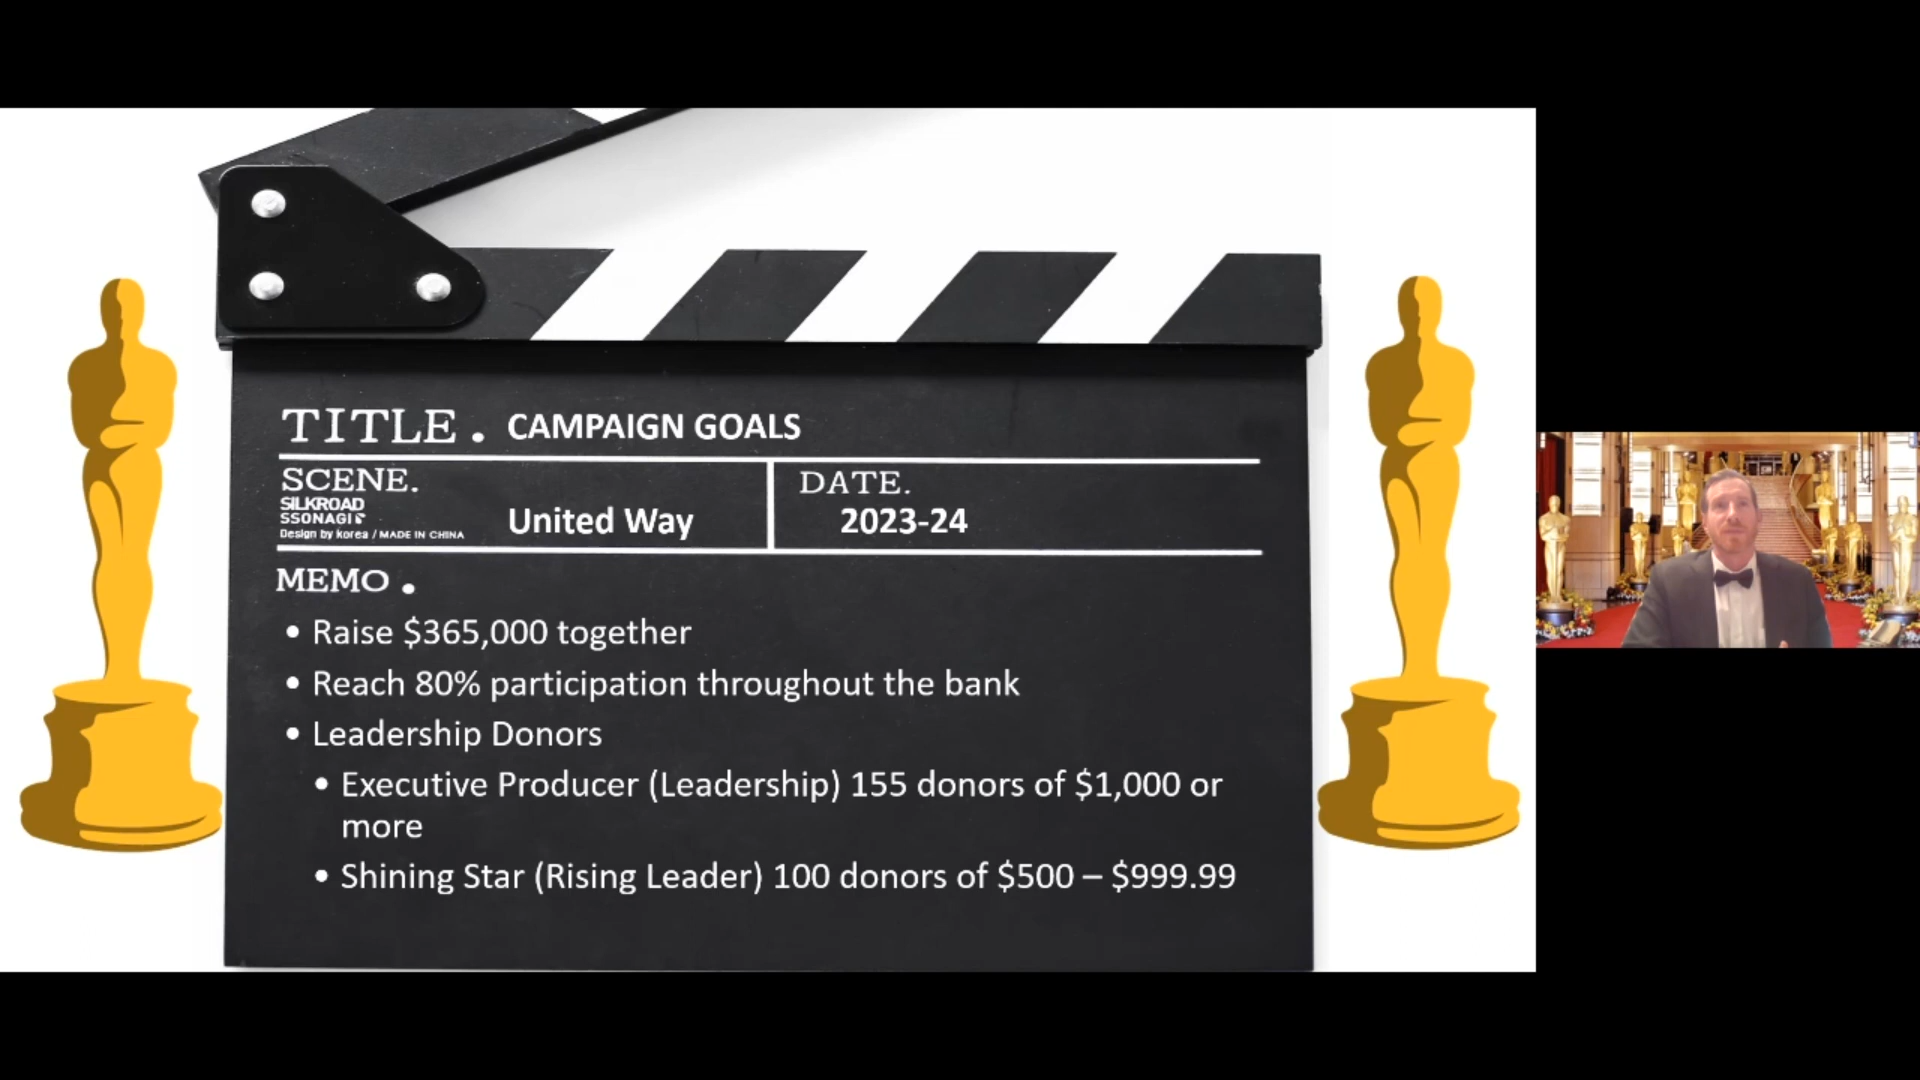 TITLE. CAMPAIGN GOALS
SCENE.
SILKROAD
SSONAGI
Design by korea / MADE IN CHINA
United Way
DATE.
2023-24
MEMO.
• Raise $365,000 together
• Reach 80% participation throughout the bank
• Leadership Donors
• Executive Producer (Leadership) 155 donors of $1,000 or
more
• Shining Star (Rising Leader) 100 donors of $500 – $999.99